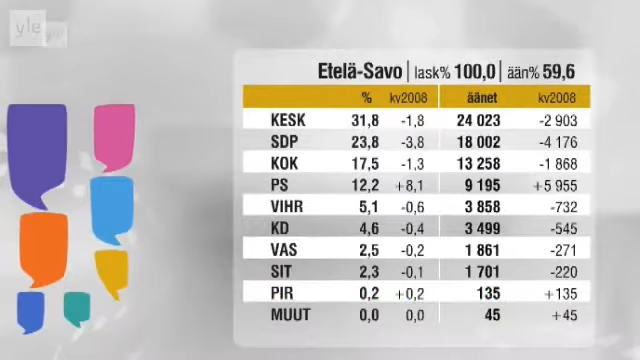 yle
Etelä-Savo | lask% 100,0 | ään% 59,6
% kv2008 äänet kv2008
KESK 31,8 -1,8 24 023 -2 903
SDP 23,8 -3,8 18 002 -4 176
KOK 17,5 -1,3 13 258 -1 868
PS 12,2 +8,1 9 195 +5 955
VIHR 5,1 -0,6 3 858 -732
KD 4,6 -0,4 3 499 -545
VAS 2,5 -0,2 1 861 -271
SIT 2,3 -0,1 1 701 -220
PIR 0,2 +0,2 135 +135
MUUT 0,0 0,0 45 +45